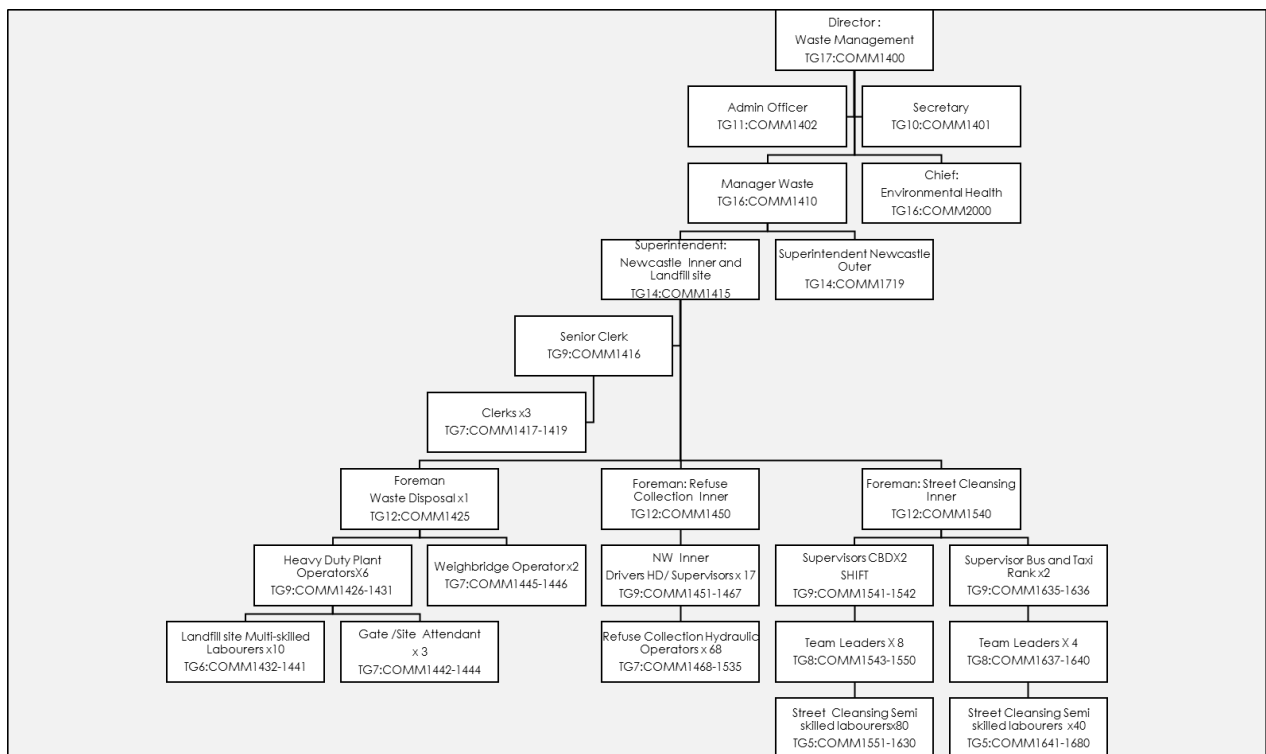 Director :
Waste Management
TG17:COMM1400
Admin Officer
TG11:COMM1402
Secretary
TG10:COMM1401
Manager Waste
TG16:COMM1410
Chief:
Environmental Health
TG16:COMM2000
Superintendent:
Newcastle Inner and
Landfill site
TG14:COMM1415
Superintendent Newcastle
Outer
TG14:COMM1719
Senior Clerk
TG9:COMM1416
Clerks x3
TG7:COMM1417-1419
Foreman
Waste Disposal x1
TG12:COMM1425
Foreman: Refuse
Collection Inner
TG12:COMM1450
Foreman: Street Cleansing
Inner
TG12:COMM1540
Heavy Duty Plant
OperatorsX6
TG9:COMM1426-1431
Weighbridge Operator x2
TG7:COMM1445-1446
NW Inner
Drivers HD/ Supervisors x 17
TG9:COMM1451-1467
Supervisors CBDX2
SHIFT
TG9:COMM1541-1542
Supervisor Bus and Taxi
Rank x2
TG9:COMM1635-1636
Landfill site Multi-skilled
Labourers x10
TG6:COMM1432-1441
Gate /Site Attendant
x 3
TG7:COMM1442-1444
Refuse Collection Hydraulic
Operators x 68
TG7:COMM1468-1535
Team Leaders X 8
TG8:COMM1543-1550
Team Leaders X 4
TG8:COMM1637-1640
Street Cleansing Semi
skilled labourersx80
TG5:COMM1551-1630
Street Cleansing Semi
skilled labourers x40
TG5:COMM1641-1680